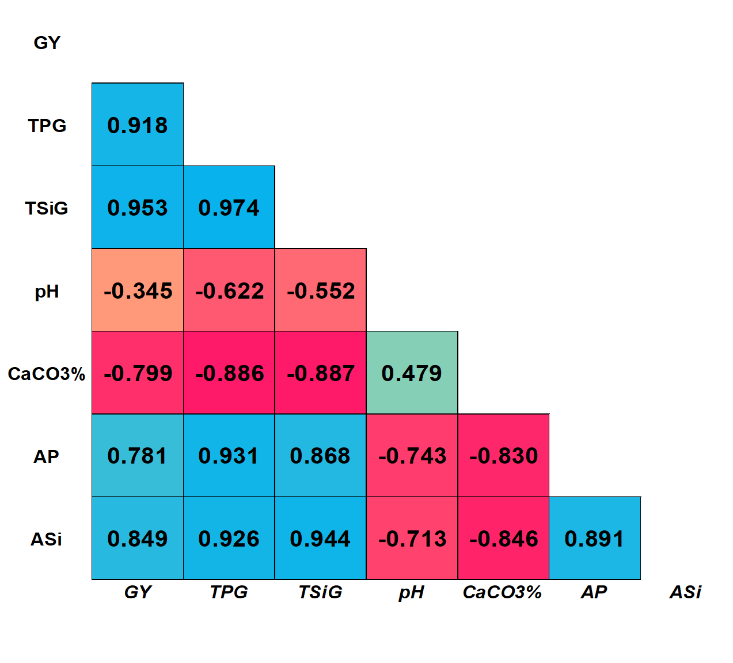 GY
TPG 0.918
TSiG 0.953 0.974
pH -0.345 -0.622 -0.552
CaCO3% -0.799 -0.886 -0.887 0.479
AP 0.781 0.931 0.868 -0.743 -0.830
ASi 0.849 0.926 0.944 -0.713 -0.846 0.891
GY TPG TSiG pH CaCO3% AP ASi